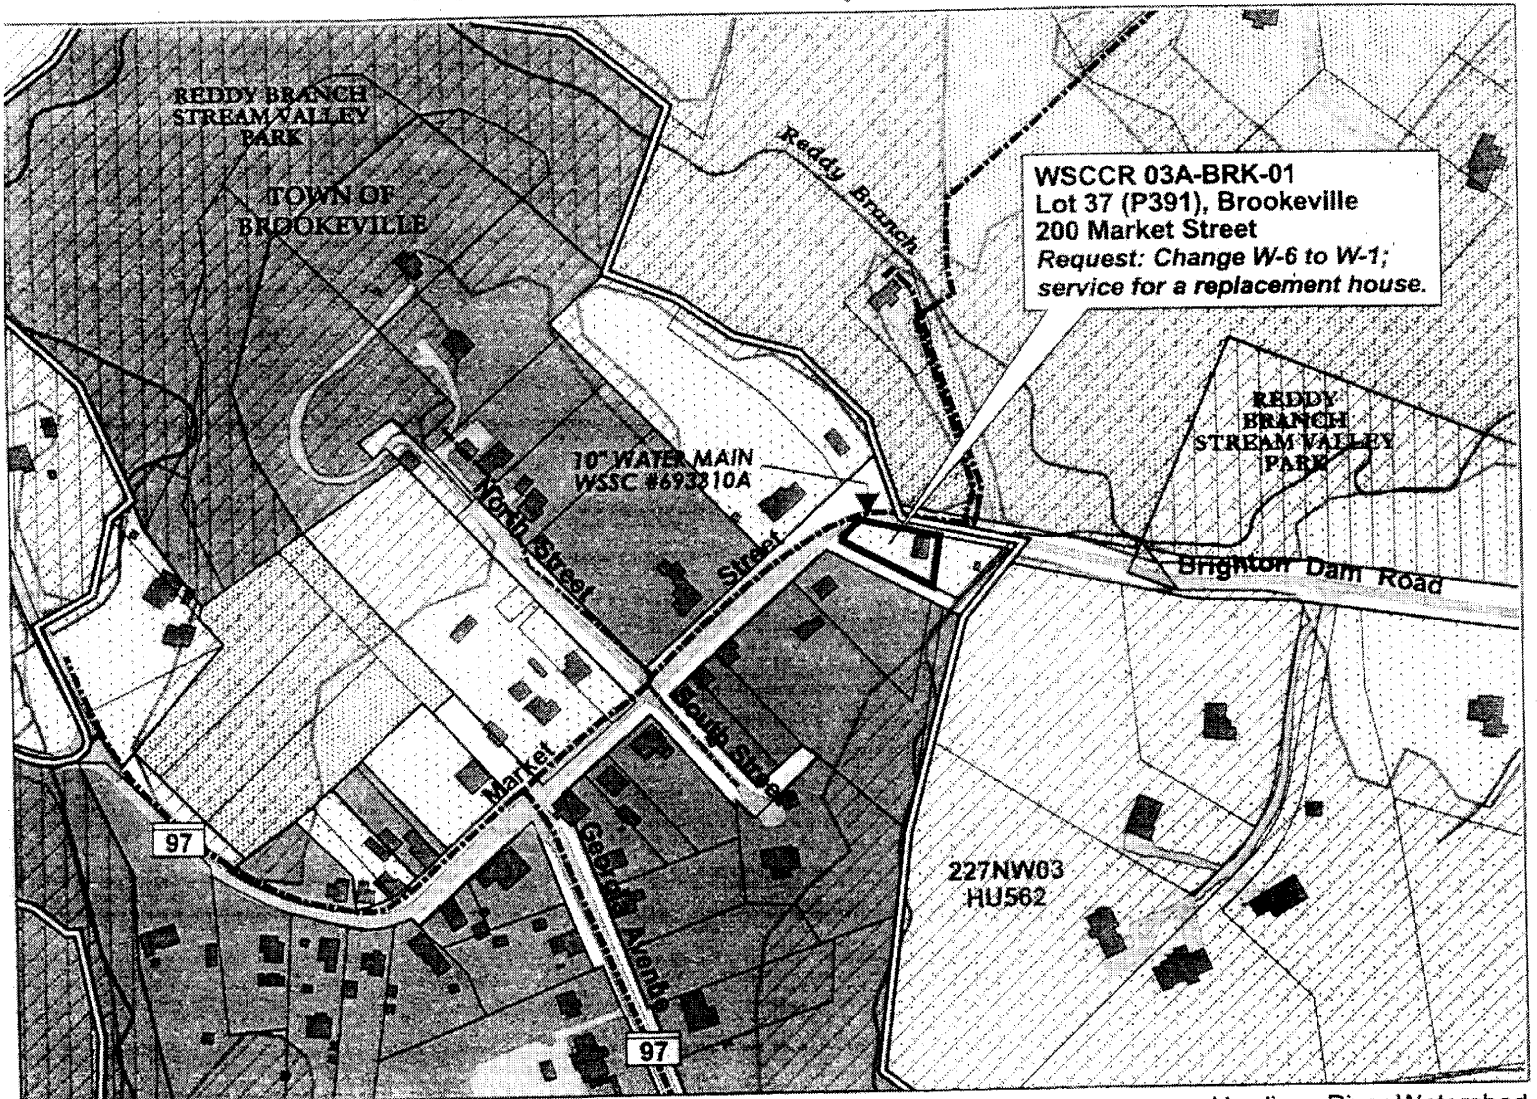 REDDY BRANCH
STREAM VALLEY
PARK
TOWN OF
BROOKEVILLE
Reddy Branch
WSCCR 03A-BRK-01
Lot 37 (P391), Brookeville
200 Market Street
Request: Change W-6 to W-1;
service for a replacement house.
REDDY
BRANCH
STREAM VALLEY
PARK
10" WATER MAIN
WSSC #693810A
North Street
Market Street
South Street
Brighton Dam Road
97
Georgia Avenue
227NW03
HU562
97